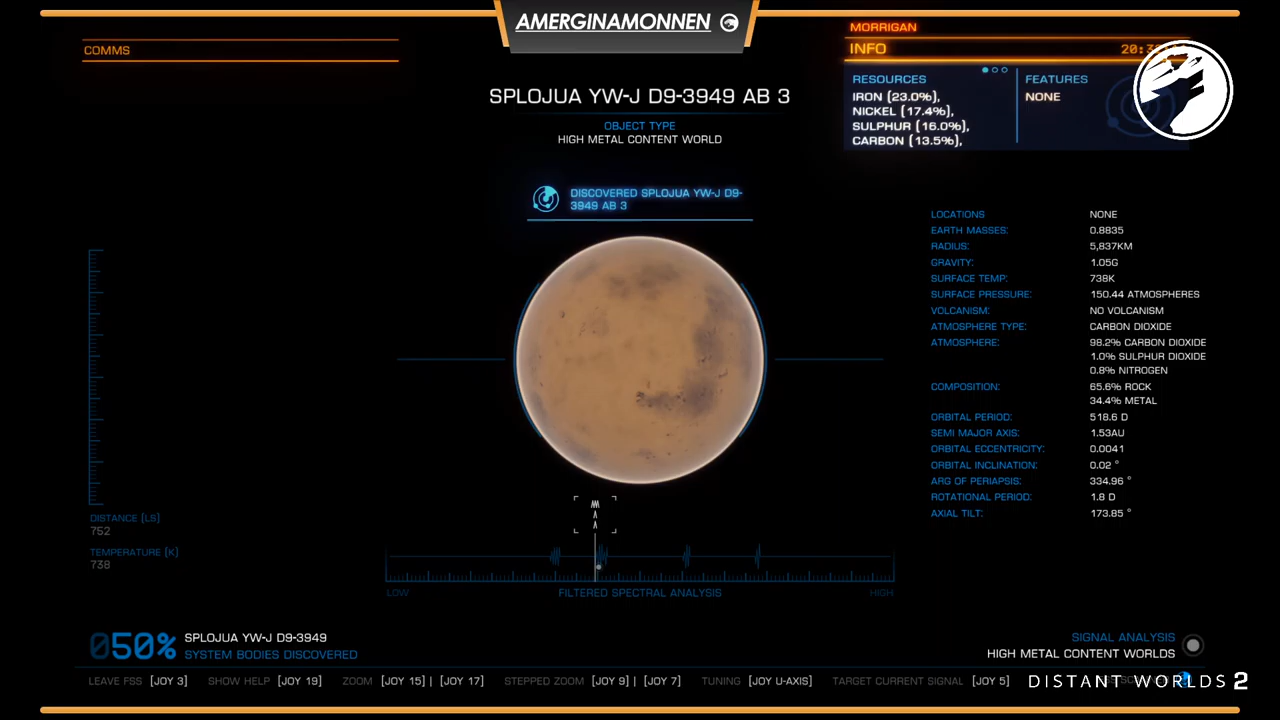 AMERGINAMONNEN
MORRIGAN
COMMS
INFO
RESOURCES
FEATURES
IRON (23.0%),
NONE
NICKEL (17.4%),
SULPHUR (16.0%),
CARBON (13.5%),
SPLOJUA YW-J D9-3949 AB 3
OBJECT TYPE
HIGH METAL CONTENT WORLD
DISCOVERED SPLOJUA YW-J D9-
3949 AB 3
LOCATIONS NONE
EARTH MASSES: 0.8835
RADIUS: 5,837KM
GRAVITY: 1.05G
SURFACE TEMP: 738K
SURFACE PRESSURE: 150.44 ATMOSPHERES
VOLCANISM: NO VOLCANISM
ATMOSPHERE TYPE: CARBON DIOXIDE
ATMOSPHERE: 98.2% CARBON DIOXIDE
1.0% SULPHUR DIOXIDE
0.8% NITROGEN
COMPOSITION: 65.6% ROCK
34.4% METAL
ORBITAL PERIOD: 518.6 D
SEMI MAJOR AXIS: 1.53AU
ORBITAL ECCENTRICITY: 0.0041
ORBITAL INCLINATION: 0.02 °
ARG OF PERIAPSIS: 334.96 °
ROTATIONAL PERIOD: 1.8 D
AXIAL TILT: 173.85 °
DISTANCE (LS)
752
TEMPERATURE (K)
738
LOW FILTERED SPECTRAL ANALYSIS HIGH
050% SPLOJUA YW-J D9-3949
SYSTEM BODIES DISCOVERED
SIGNAL ANALYSIS
HIGH METAL CONTENT WORLDS
LEAVE FSS [JOY 3] SHOW HELP [JOY 19] ZOOM [JOY 15] | [JOY 17] STEPPED ZOOM [JOY 9] | [JOY 7] TUNING [JOY U-AXIS] TARGET CURRENT SIGNAL [JOY 5]
DISTANT WORLDS 2